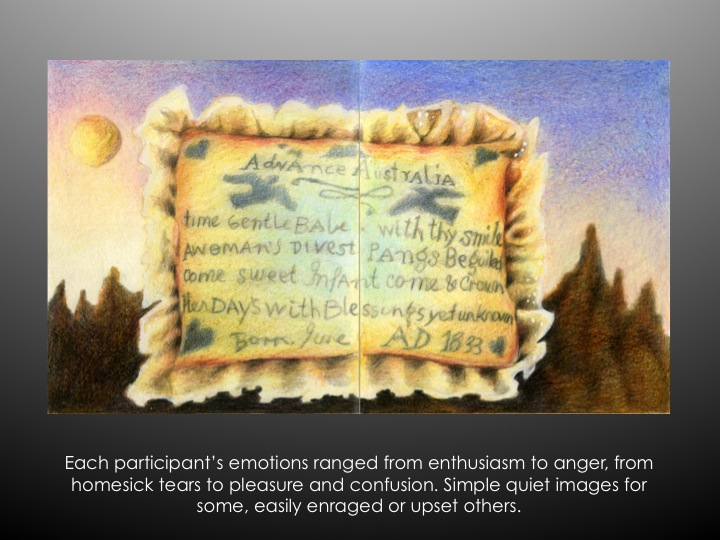 AdvAnce AustralIA
time GentLe BAbe with thy smile
AWOMAN'S DIVEST PANgS Beguiled
come sweet InfAnt come & Crown
Her DAYs with Blessings yet unknown
Born. June AD 1833
Each participant's emotions ranged from enthusiasm to anger, from
homesick tears to pleasure and confusion. Simple quiet images for
some, easily enraged or upset others.